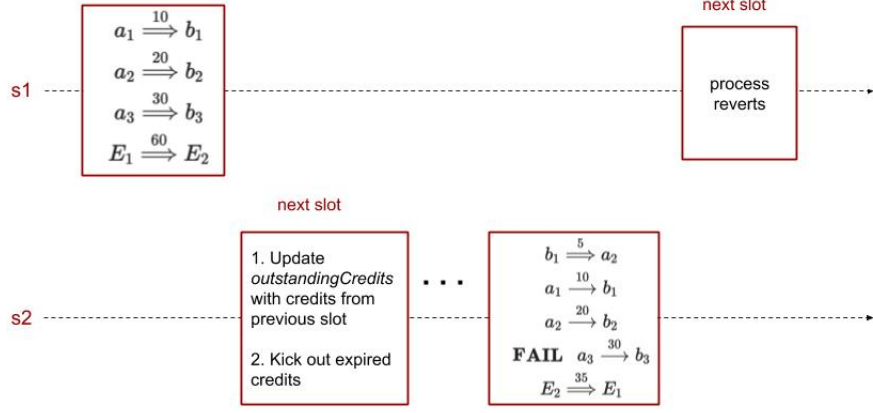 next slot
a₁ ⟹ b₁ 10
a₂ ⟹ b₂ 20
a₃ ⟹ b₃ 30
E₁ ⟹ E₂ 60
s1
process
reverts
next slot
1. Update
outstandingCredits
with credits from
previous slot
2. Kick out expired
credits
...
b₁ ⟹ a₂ 5
a₁ ⟶ b₁ 10
a₂ ⟶ b₂ 20
FAIL a₃ ⟶ b₃ 30
E₂ ⟹ E₁ 35
s2